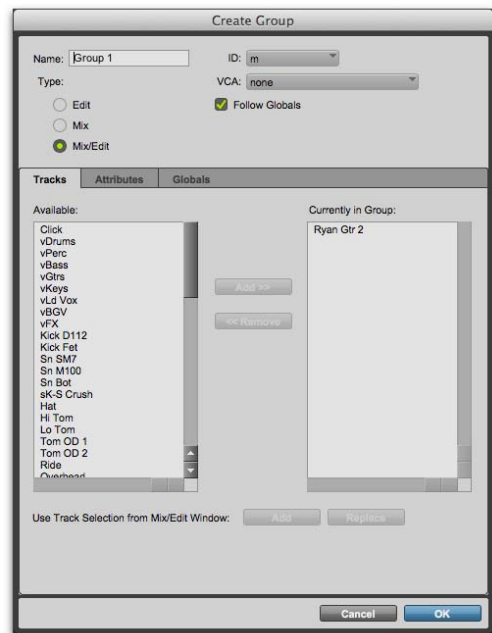 Create Group
Name: Group 1
ID: m
Type:
VCA: none
Edit
Follow Globals
Mix
Mix/Edit
Tracks Attributes Globals
Available:
Currently in Group:
Click
Ryan Gtr 2
vDrums
vPerc
vBass
vGtrs
vKeys
Add >>
vLd Vox
vBGV
<< Remove
vFX
Kick D112
Kick Fet
Sn SM7
Sn M100
Sn Bot
sK-S Crush
Hat
Hi Tom
Lo Tom
Tom OD 1
Tom OD 2
Ride
Overhead
Use Track Selection from Mix/Edit Window: Add Replace
Cancel OK